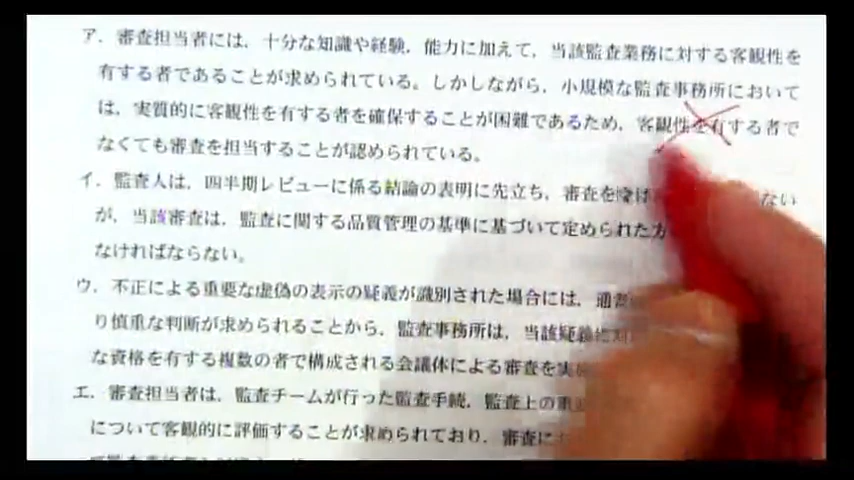 ア．審査担当者には，十分な知識や経験，能力に加えて，当該監査業務に対する客観性を
有する者であることが求められている。しかしながら，小規模な監査事務所において
は，実質的に客観性を有する者を確保することが困難であるため，客観性を有する者で
なくても審査を担当することが認められている。
イ．監査人は，四半期レビューに係る結論の表明に先立ち，審査を受け ない
が，当該審査は，監査に関する品質管理の基準に基づいて定められた方
なければならない。
ウ．不正による重要な虚偽の表示の疑義が識別された場合には，通常
り慎重な判断が求められることから，監査事務所は，当該疑義に対
な資格を有する複数の者で構成される会議体による審査を実施
エ．審査担当者は，監査チームが行った監査手続，監査上の重要
について客観的に評価することが求められており，審査に